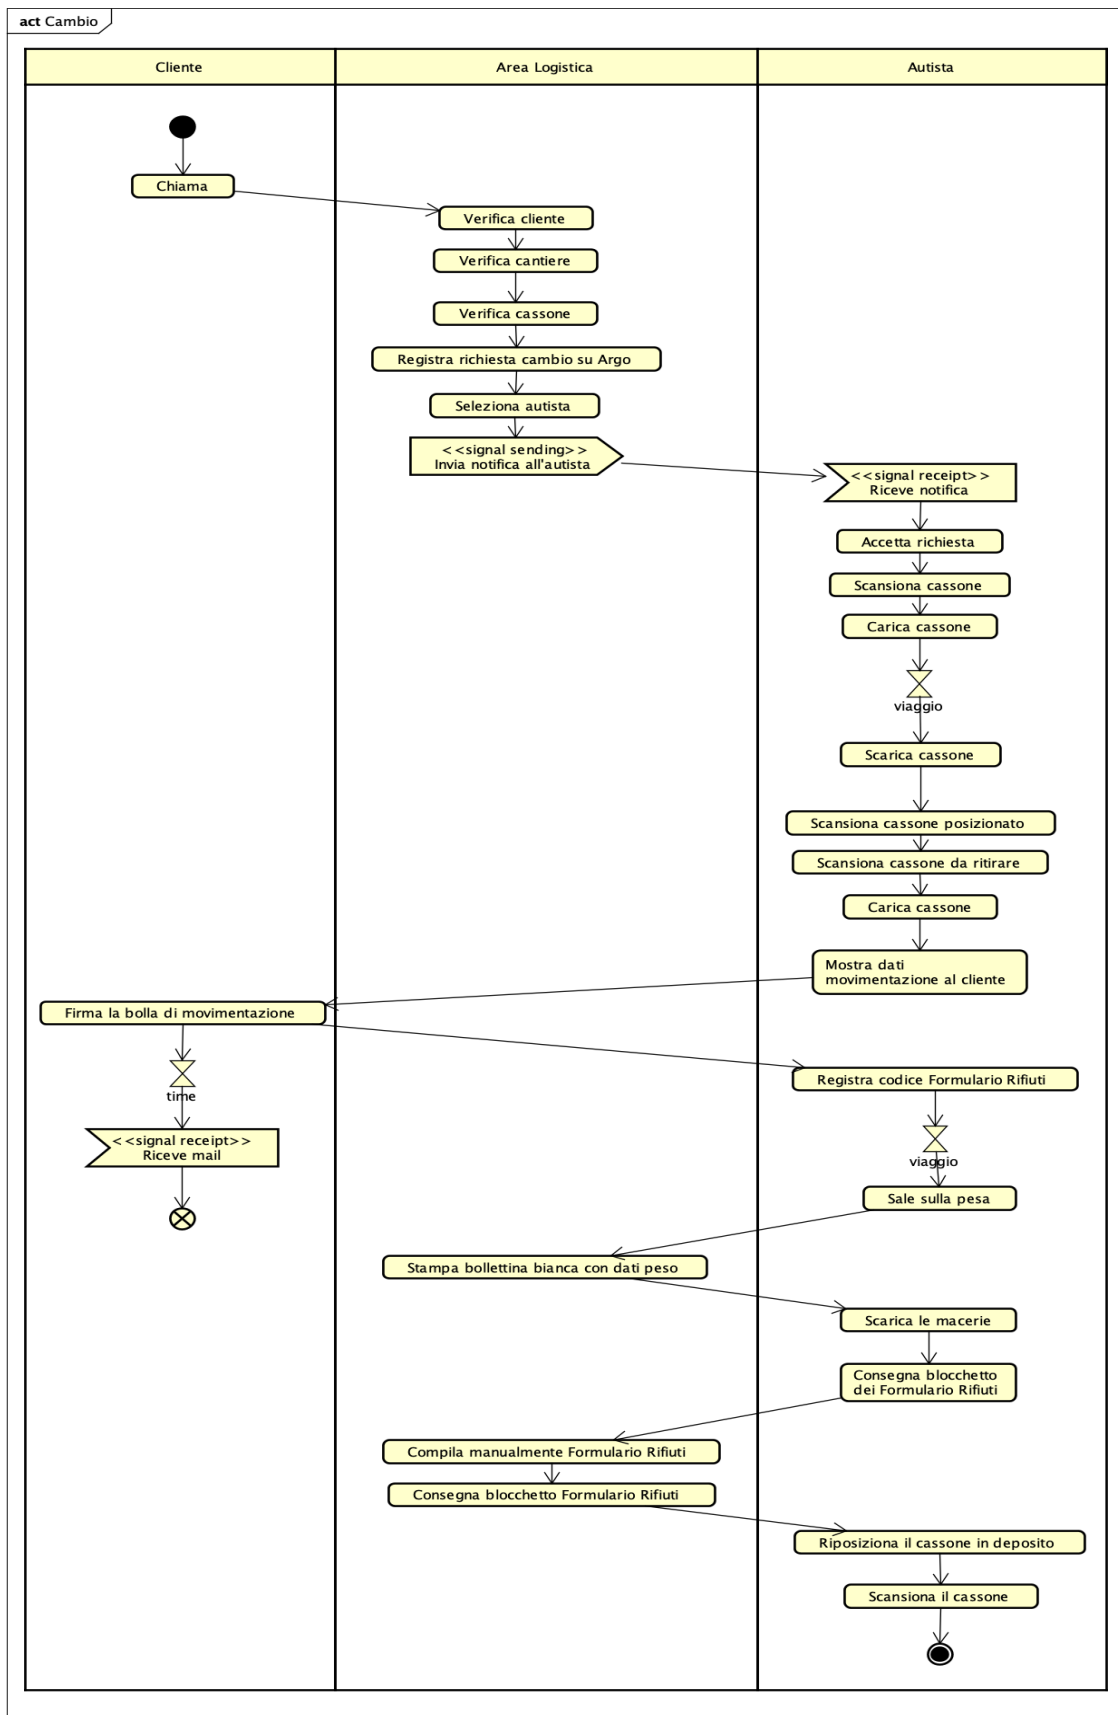 act Cambio
Cliente
Area Logistica
Autista
Chiama
Verifica cliente
Verifica cantiere
Verifica cassone
Registra richiesta cambio su Argo
Seleziona autista
<<signal sending>>
Invia notifica all'autista
<<signal receipt>>
Riceve notifica
Accetta richiesta
Scansiona cassone
Carica cassone
viaggio
Scarica cassone
Scansiona cassone posizionato
Scansiona cassone da ritirare
Carica cassone
Mostra dati
movimentazione al cliente
Firma la bolla di movimentazione
time
<<signal receipt>>
Riceve mail
Registra codice Formulario Rifiuti
viaggio
Sale sulla pesa
Stampa bollettina bianca con dati peso
Scarica le macerie
Consegna blocchetto
dei Formulario Rifiuti
Compila manualmente Formulario Rifiuti
Consegna blocchetto Formulario Rifiuti
Riposiziona il cassone in deposito
Scansiona il cassone